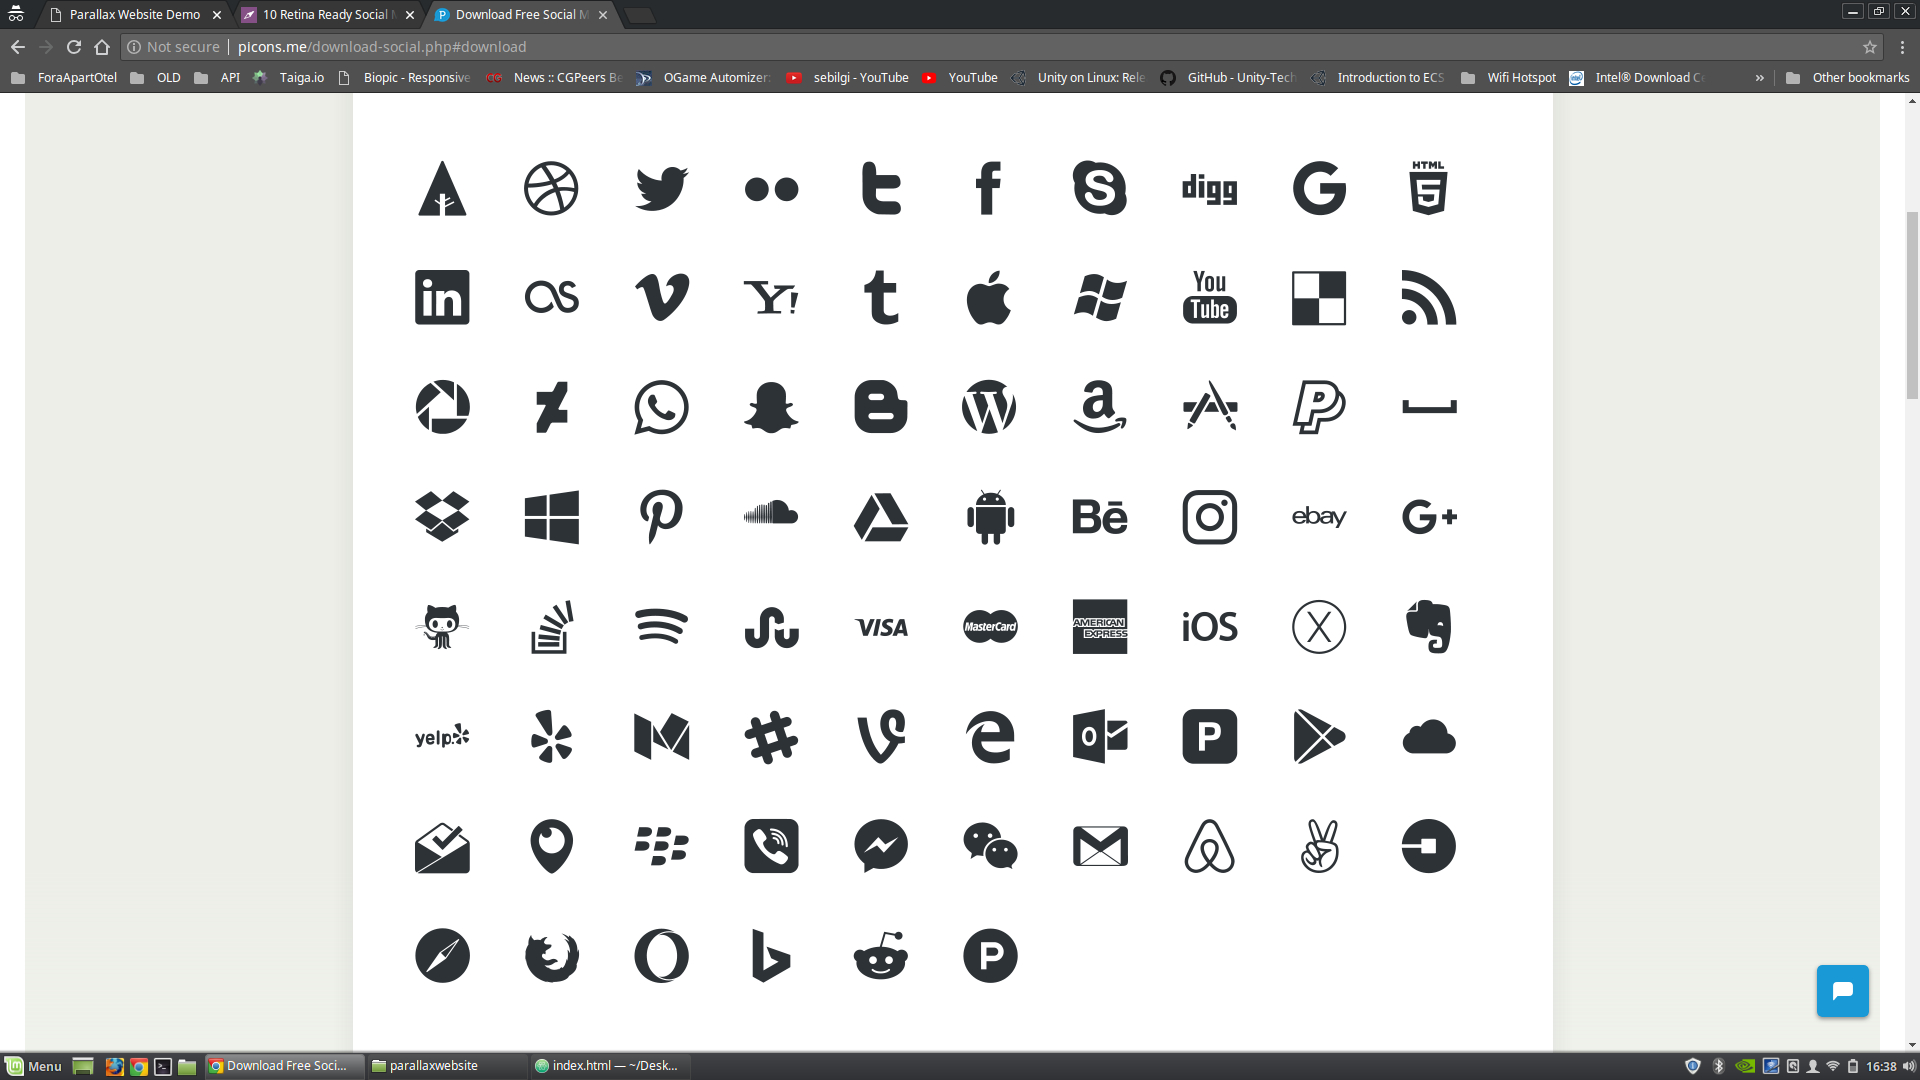 Parallax Website Demo
10 Retina Ready Social
Download Free Social M
Not secure
picons.me/download-social.php#download
ForaApartOtel
OLD
API
Taiga.io
Biopic - Responsive
News :: CGPeers Be
OGame Automizer
sebilgi - YouTube
YouTube
Unity on Linux: Rele
GitHub - Unity-Tech
Introduction to ECS
Wifi Hotspot
Intel® Download C
»
Other bookmarks
digg
HTML
5
in
Y!
You
Tube
a
Bē
ebay
G+
VISA
MasterCard
AMERICAN
EXPRESS
iOS
X
yelp
P
P
Menu
Download Free Soci...
parallaxwebsite
index.html — ~/Desk...
16:38